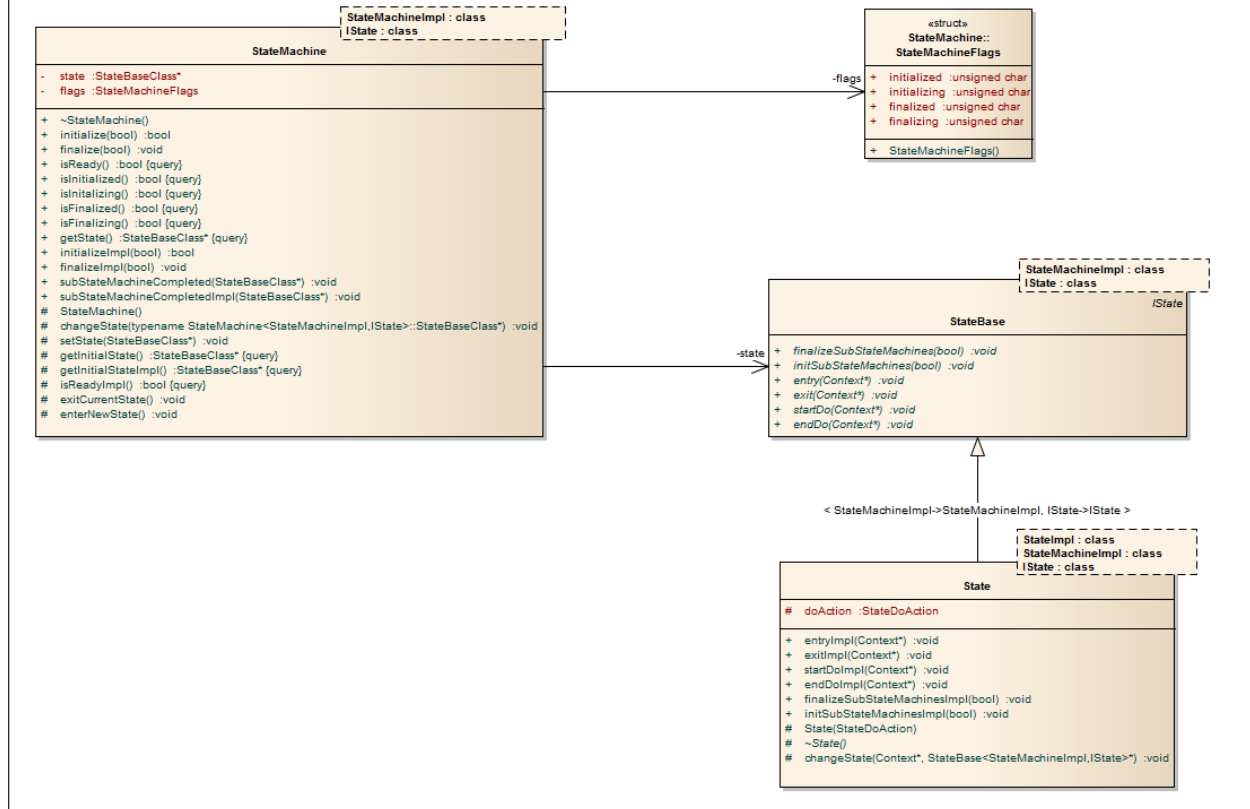 StateMachineImpl : class
IState : class
StateMachine
- state :StateBaseClass*
- flags :StateMachineFlags
+ ~StateMachine()
+ initialize(bool) :bool
+ finalize(bool) :void
+ isReady() :bool {query}
+ isInitialized() :bool {query}
+ isInitalizing() :bool {query}
+ isFinalized() :bool {query}
+ isFinalizing() :bool {query}
+ getState() :StateBaseClass* {query}
+ initializeImpl(bool) :bool
+ finalizeImpl(bool) :void
+ subStateMachineCompleted(StateBaseClass*) :void
+ subStateMachineCompletedImpl(StateBaseClass*) :void
# StateMachine()
# changeState(typename StateMachine<StateMachineImpl,IState>::StateBaseClass*) :void
# setState(StateBaseClass*) :void
# getInitialState() :StateBaseClass* {query}
# getInitialStateImpl() :StateBaseClass* {query}
# isReadyImpl() :bool {query}
# exitCurrentState() :void
# enterNewState() :void
-flags
«struct»
StateMachine::
StateMachineFlags
+ initialized :unsigned char
+ initializing :unsigned char
+ finalized :unsigned char
+ finalizing :unsigned char
+ StateMachineFlags()
-state
StateMachineImpl : class
IState : class
IState
StateBase
+ finalizeSubStateMachines(bool) :void
+ initSubStateMachines(bool) :void
+ entry(Context*) :void
+ exit(Context*) :void
+ startDo(Context*) :void
+ endDo(Context*) :void
< StateMachineImpl->StateMachineImpl, IState->IState >
StateImpl : class
StateMachineImpl : class
IState : class
State
# doAction :StateDoAction
+ entryImpl(Context*) :void
+ exitImpl(Context*) :void
+ startDoImpl(Context*) :void
+ endDoImpl(Context*) :void
+ finalizeSubStateMachinesImpl(bool) :void
+ initSubStateMachinesImpl(bool) :void
# State(StateDoAction)
# ~State()
# changeState(Context*, StateBase<StateMachineImpl,IState>*) :void